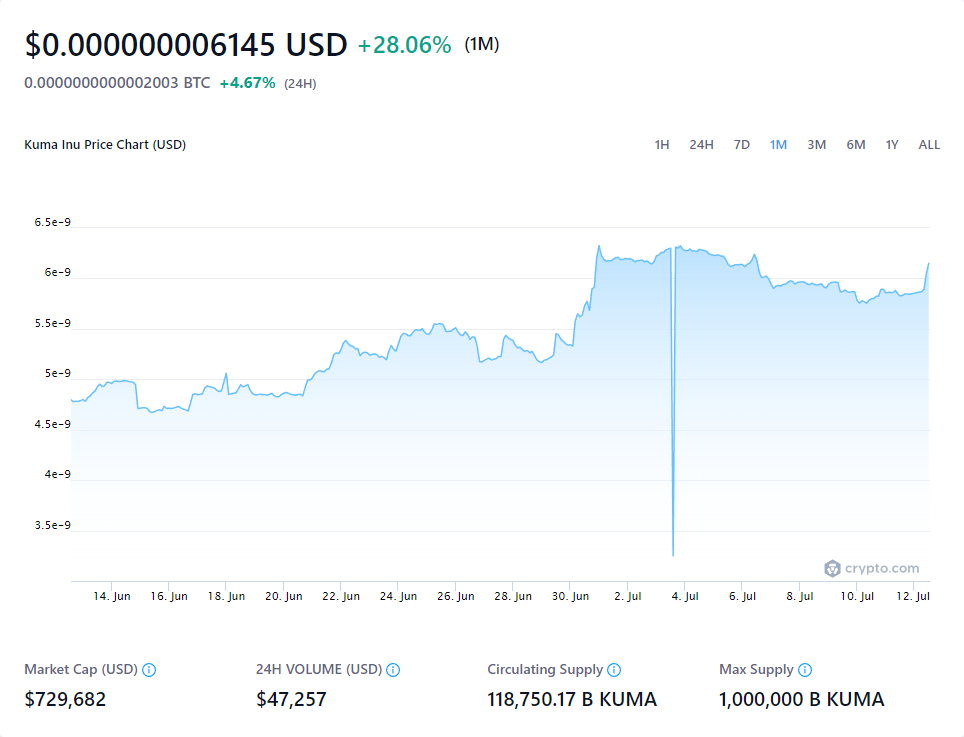 $0.000000006145 USD +28.06% (1M)
0.0000000000002003 BTC +4.67% (24H)
Kuma Inu Price Chart (USD) 1H 24H 7D 1M 3M 6M 1Y ALL
6.5e-9
6e-9
5.5e-9
5e-9
4.5e-9
4e-9
3.5e-9
crypto.com
14. Jun 16. Jun 18. Jun 20. Jun 22. Jun 24. Jun 26. Jun 28. Jun 30. Jun 2. Jul 4. Jul 6. Jul 8. Jul 10. Jul 12. Jul
Market Cap (USD) 24H VOLUME (USD) Circulating Supply Max Supply
$729,682 $47,257 118,750.17 B KUMA 1,000,000 B KUMA